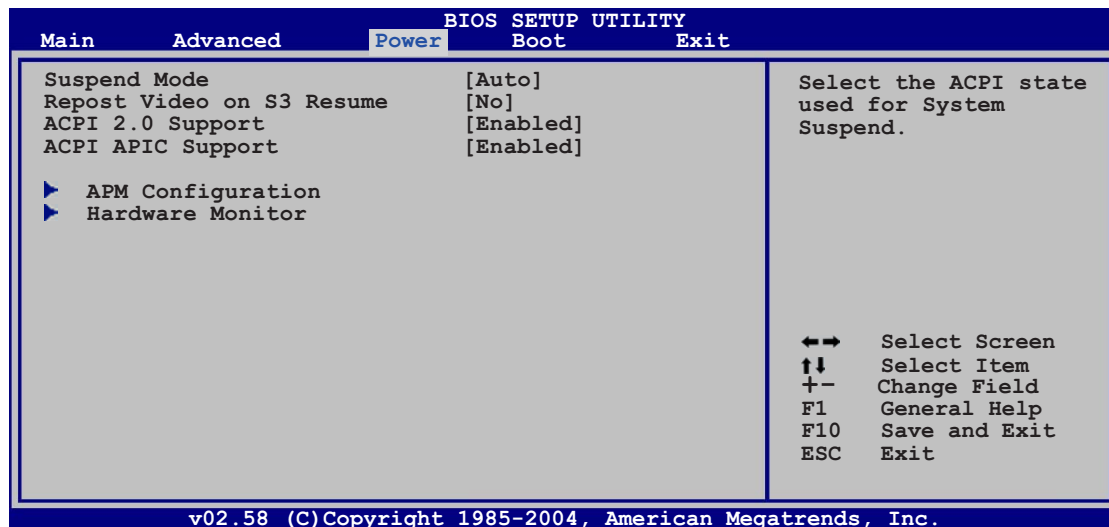 BIOS SETUP UTILITY
Main Advanced Power Boot Exit
Suspend Mode [Auto]
Repost Video on S3 Resume [No]
ACPI 2.0 Support [Enabled]
ACPI APIC Support [Enabled]
APM Configuration
Hardware Monitor
Select the ACPI state
used for System
Suspend.
←→ Select Screen
↑↓ Select Item
+- Change Field
F1 General Help
F10 Save and Exit
ESC Exit
v02.58 (C)Copyright 1985-2004, American Megatrends, Inc.